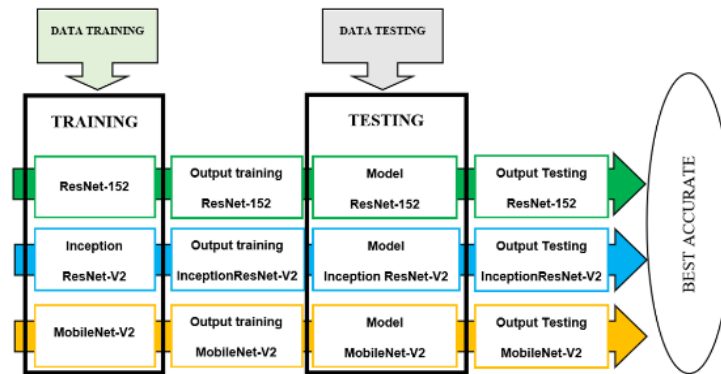 DATA TRAINING
DATA TESTING
TRAINING
TESTING
ResNet-152
Output training
ResNet-152
Model
ResNet-152
Output Testing
ResNet-152
Inception
ResNet-V2
Output training
InceptionResNet-V2
Model
Inception ResNet-V2
Output Testing
InceptionResNet-V2
MobileNet-V2
Output training
MobileNet-V2
Model
MobileNet-V2
Output Testing
MobileNet-V2
BEST ACCURATE